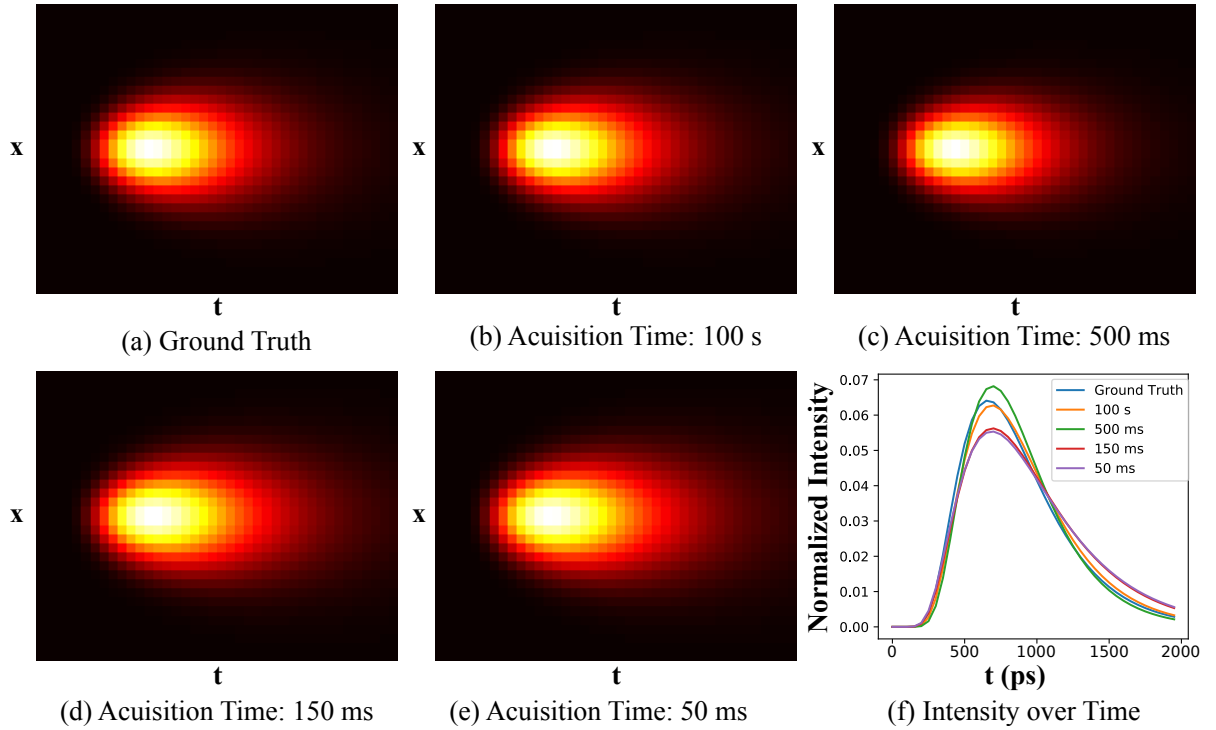 x
t
(a) Ground Truth
x
t
(b) Acuisition Time: 100 s
x
t
(c) Acuisition Time: 500 ms
x
t
(d) Acuisition Time: 150 ms
x
t
(e) Acuisition Time: 50 ms
Normalized Intensity
0.07
0.06
0.05
0.04
0.03
0.02
0.01
0.00
Ground Truth
100 s
500 ms
150 ms
50 ms
0
500
1000
1500
2000
t (ps)
(f) Intensity over Time